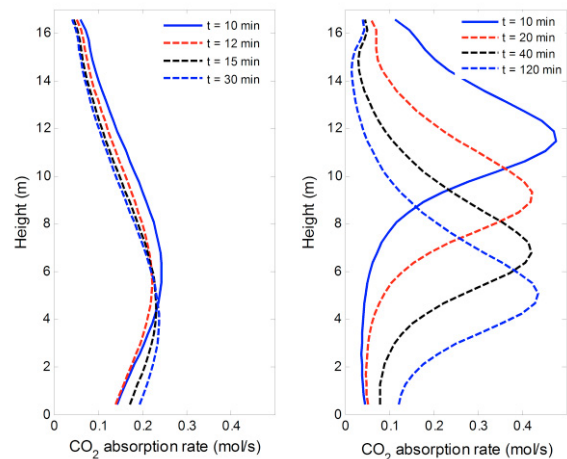 16
14
12
10
8
6
4
2
0
Height (m)
0
0.1
0.2
0.3
0.4
CO₂ absorption rate (mol/s)
t = 10 min
t = 12 min
t = 15 min
t = 30 min
16
14
12
10
8
6
4
2
0
Height (m)
0
0.1
0.2
0.3
0.4
CO₂ absorption rate (mol/s)
t = 10 min
t = 20 min
t = 40 min
t = 120 min